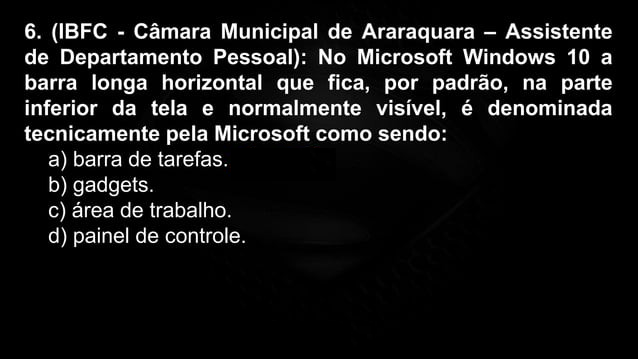 6. (IBFC - Câmara Municipal de Araraquara – Assistente
de Departamento Pessoal): No Microsoft Windows 10 a
barra longa horizontal que fica, por padrão, na parte
inferior da tela e normalmente visível, é denominada
tecnicamente pela Microsoft como sendo:
a) barra de tarefas.
b) gadgets.
c) área de trabalho.
d) painel de controle.